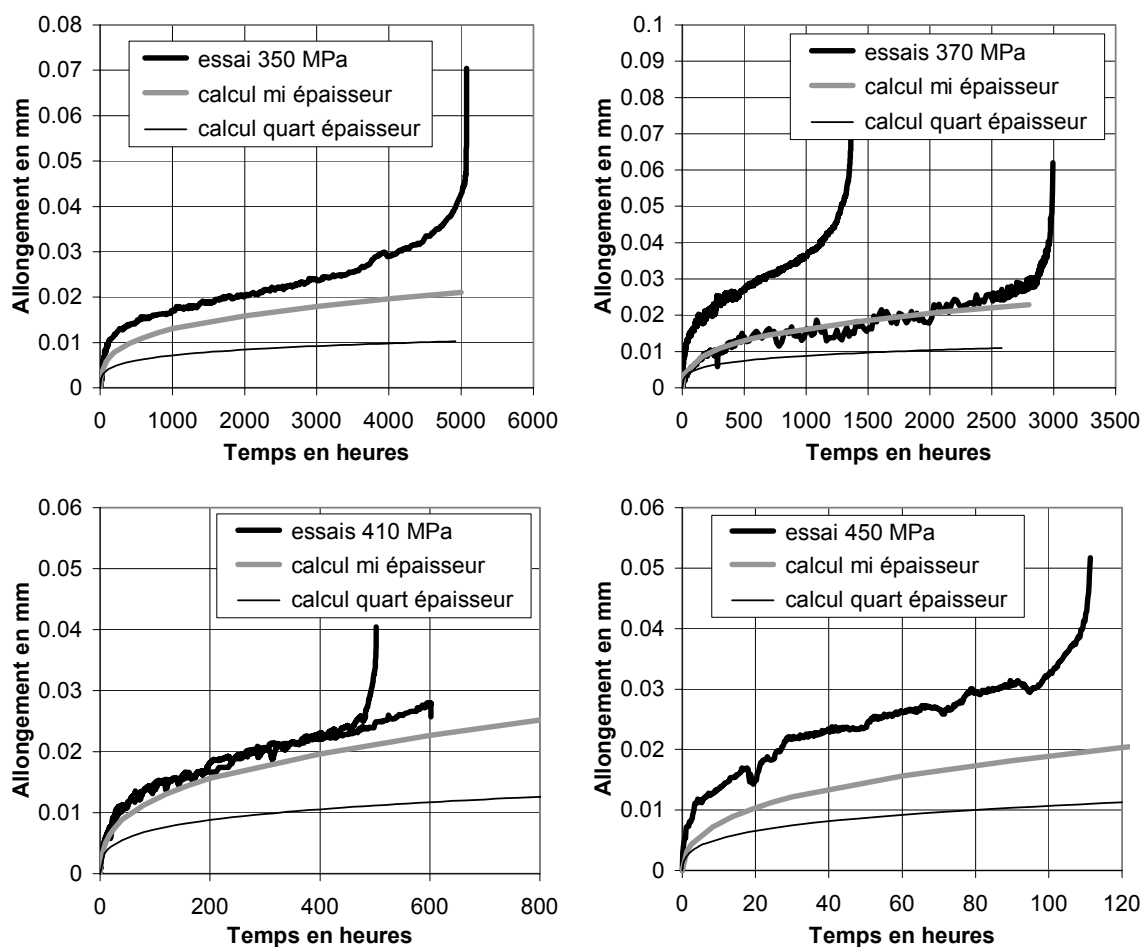 Allongement en mm
0.08
0.07
0.06
0.05
0.04
0.03
0.02
0.01
0
essai 350 MPa
calcul mi épaisseur
calcul quart épaisseur
0 1000 2000 3000 4000 5000 6000
Temps en heures
Allongement en mm
0.1
0.09
0.08
0.07
0.06
0.05
0.04
0.03
0.02
0.01
0
essais 370 MPa
calcul mi épaisseur
calcul quart épaisseur
0 500 1000 1500 2000 2500 3000 3500
Temps en heures
Allongement en mm
0.06
0.05
0.04
0.03
0.02
0.01
0
essais 410 MPa
calcul mi épaisseur
calcul quart épaisseur
0 200 400 600 800
Temps en heures
Allongement en mm
0.06
0.05
0.04
0.03
0.02
0.01
0
essai 450 MPa
calcul mi épaisseur
calcul quart épaisseur
0 20 40 60 80 100 120
Temps en heures